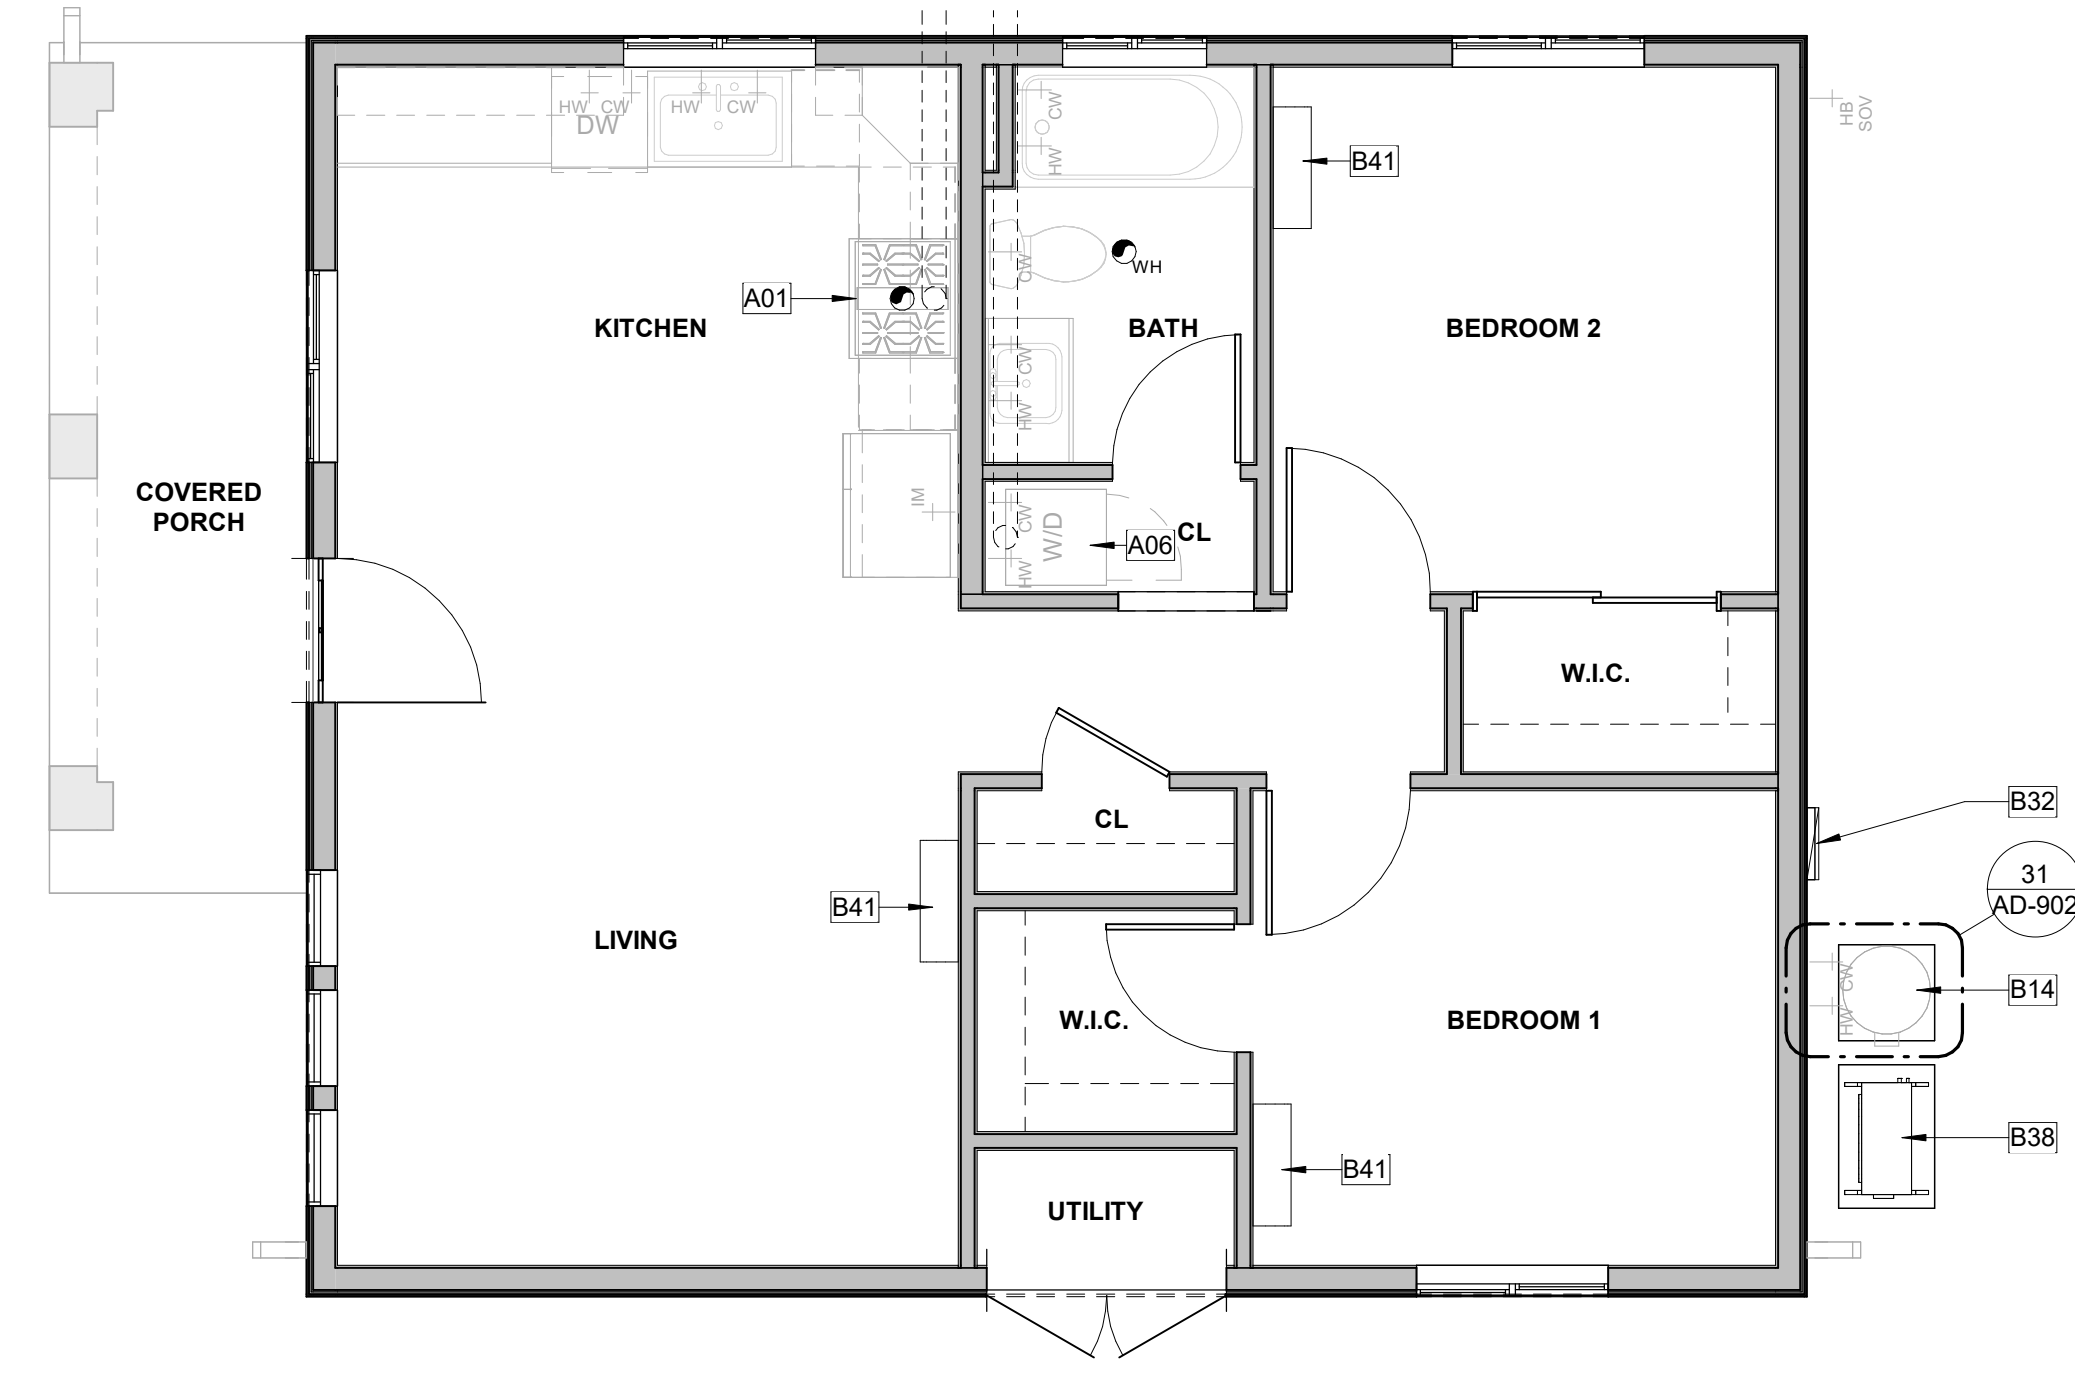 HW CW
DW
HW CW
CW
HW
B41
HB
SOV
CW
WH
A01
KITCHEN
BATH
BEDROOM 2
CW
HW
COVERED
PORCH
IM
CW
W/D
HW
A06
CL
W.I.C.
CL
B32
31
AD-902
B41
LIVING
W.I.C.
BEDROOM 1
CW
HW
B14
B38
B41
UTILITY